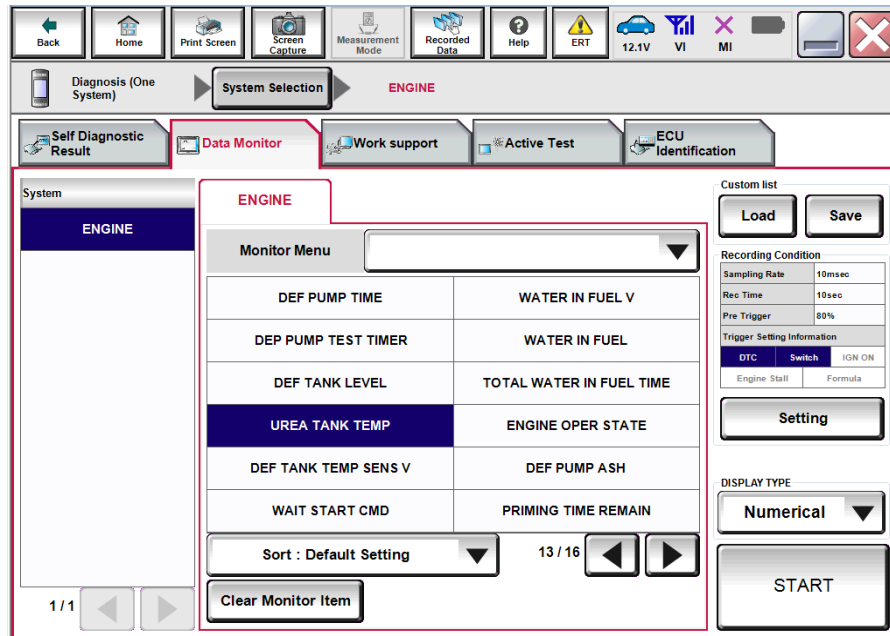 Back
Home
Print Screen
Screen
Capture
Measurement
Mode
Recorded
Data
Help
ERT
12.1V
VI
MI
Diagnosis (One
System)
System Selection
ENGINE
Self Diagnostic
Result
Data Monitor
Work support
Active Test
ECU
Identification
System
ENGINE
1/1
ENGINE
Monitor Menu
DEF PUMP TIME
WATER IN FUEL V
DEP PUMP TEST TIMER
WATER IN FUEL
DEF TANK LEVEL
TOTAL WATER IN FUEL TIME
UREA TANK TEMP
ENGINE OPER STATE
DEF TANK TEMP SENS V
DEF PUMP ASH
WAIT START CMD
PRIMING TIME REMAIN
Sort : Default Setting
13 / 16
Clear Monitor Item
Custom list
Load
Save
Recording Condition
Sampling Rate
10msec
Rec Time
10sec
Pre Trigger
80%
Trigger Setting Information
DTC
Switch
IGN ON
Engine Stall
Formula
Setting
DISPLAY TYPE
Numerical
START